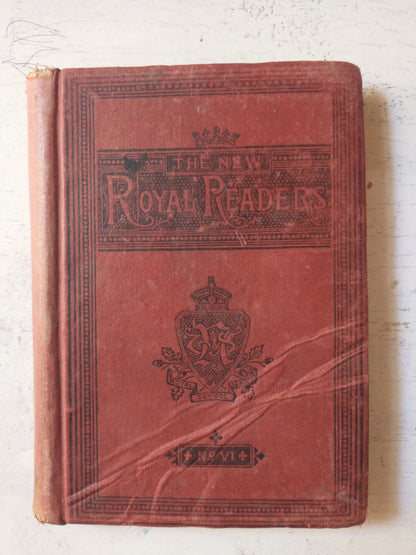 THE NEW
ROYAL READERS
Nº VI